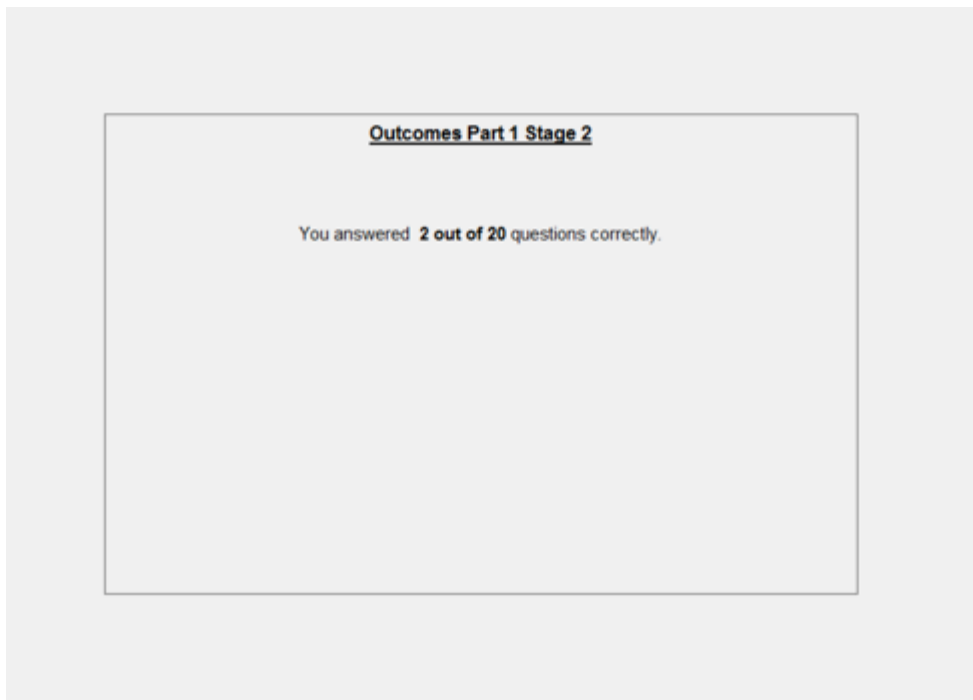 Outcomes Part 1 Stage 2
You answered 2 out of 20 questions correctly.